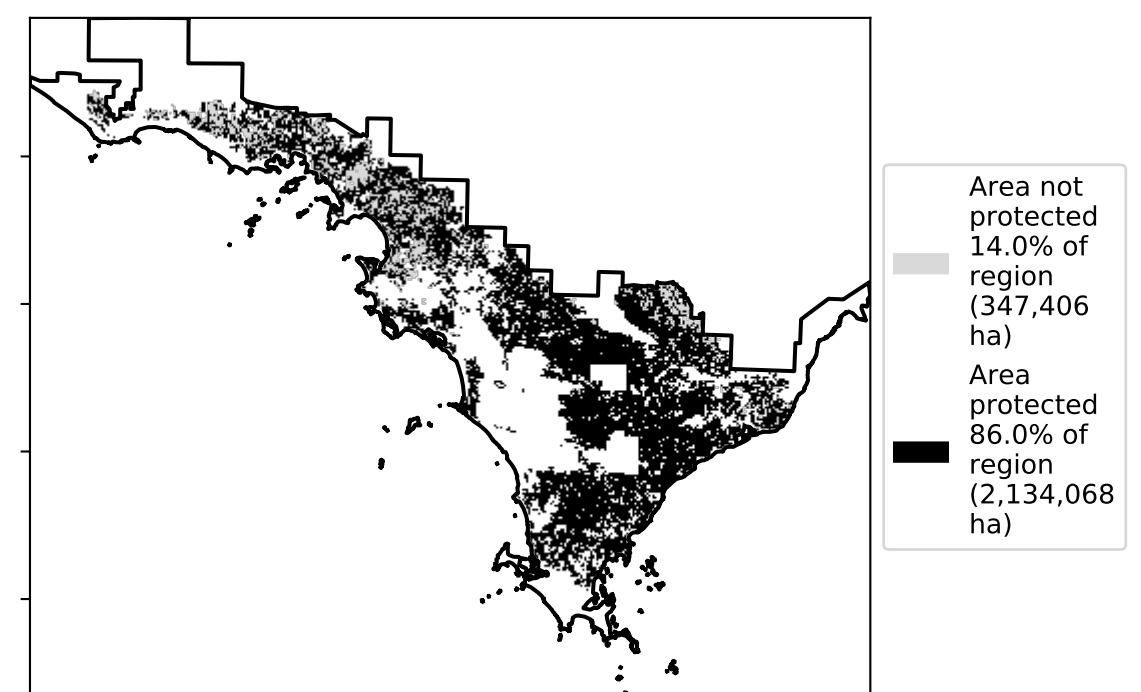 Area not
protected
14.0% of
region
(347,406
ha)
Area
protected
86.0% of
region
(2,134,068
ha)